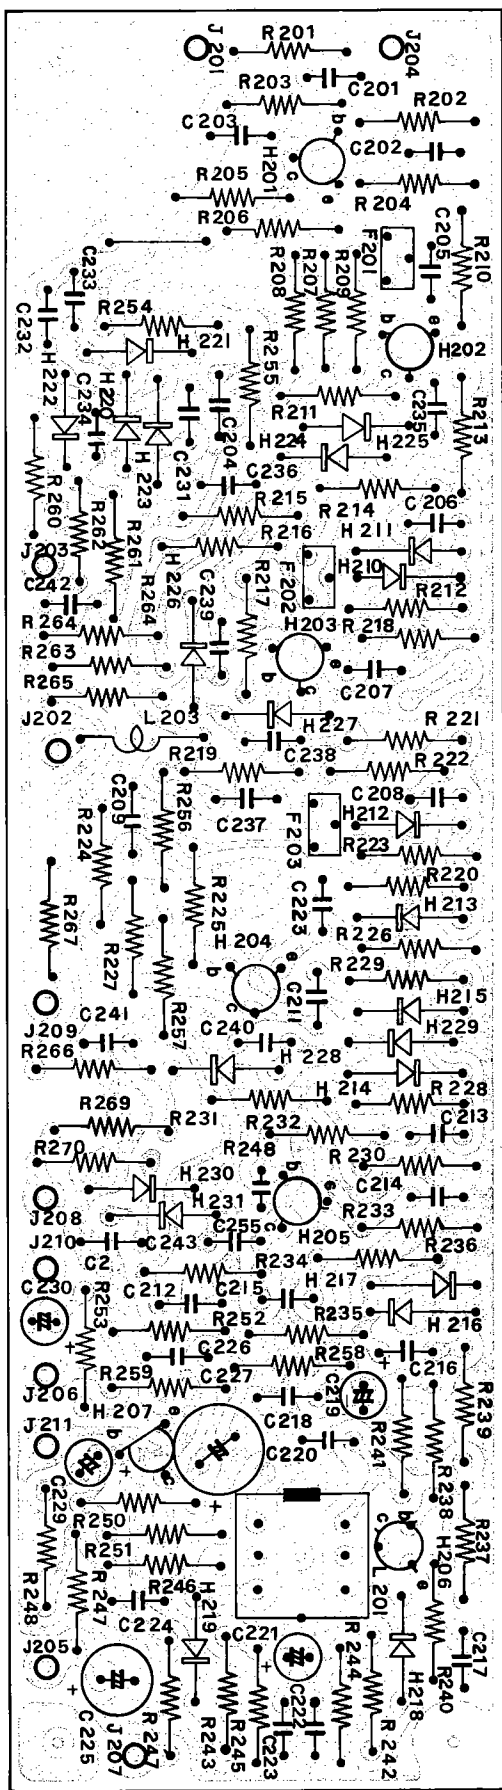 J201
R201
J204
C201
R203
R202
C203
b
H201
C202
c
e
R205
R204
R206
F201
C205
R210
C233
R208
R207
R209
C232
R254
b
e
H202
H221
c
R255
H222
C234
H220
R211
C235
R213
H224
H225
C204
H223
C231
C236
R260
R215
R214
C206
R262
R261
R216
H211
J203
H226
F202
H210
C242
R264
C239
R217
R212
R264
H203
R218
R263
e
b
c
C207
R265
J202
L203
H227
R221
R219
C238
R222
C209
R256
C208
C237
H212
R224
F203
R223
R220
R267
R225
C223
H213
R227
H204
R226
b
e
R229
R257
c
C211
H215
J209
C241
C240
H229
R266
H228
H214
R228
R269
R231
R232
C213
R270
R248
R230
H230
b
C214
e
J208
H231
R233
c
J210
C255
H205
C2
C243
R236
R234
C230
C212
C215
H217
R253
R252
R235
H216
+
C226
R258
C216
R259
C227
+
J206
C219
H207
C218
R239
J211
e
b
C220
R241
+
c
R238
C229
+
b
R237
R250
c
H206
R251
e
R248
R247
R246
H219
L201
C224
C221
J205
+
R244
C217
+
C222
H218
R240
C225
J207
R247
R243
R245
C223
R242